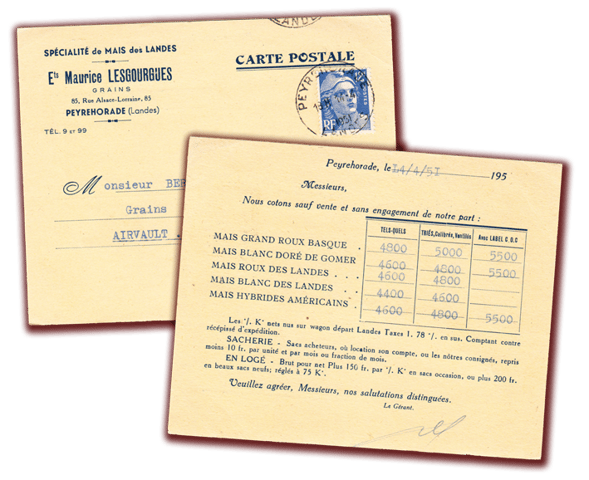 LANDES
SPÉCIALITÉ de MAIS des LANDES
Ets Maurice LESGOURGUES
GRAINS
85, Rue Alsace-Lorraine, 85
PEYREHORADE (Landes)
TÉL. 9 et 99
CARTE POSTALE
PEYREHORADE
RF
Monsieur BER
Grains
AIRVAULT .
Peyrehorade, le 14/4/51 195
Messieurs,
Nous cotons sauf vente et sans engagement de notre part :
TELS-QUELS TRIÉS, Calibrés, Ventilés Avec LABEL C.O.C
MAIS GRAND ROUX BASQUE . 4800 5000 5500
MAIS BLANC DORÉ DE GOMER 4600 4800 5500
MAIS ROUX DES LANDES . . . 4600 4800
MAIS BLANC DES LANDES . 4400 4600
MAIS HYBRIDES AMÉRICAINS . 4600 4800 5500
Les °/. K° mets nus sur wagon départ Landes Taxes 1. 78 °/. en sus. Comptant contre
récépissé d'expédition.
SACHERIE - Sacs acheteurs, où location son compte, ou les nôtres consignés, repris
moins 10 fr. par unité et par mois ou fraction de mois.
EN LOGÉ - Brut pour net Plus 150 fr. par °/. K° en sacs occasion, ou plus 200 fr.
en beaux sacs neufs; réglés à 75 K°.
Veuillez agréer, Messieurs, nos salutations distinguées.
Le Gérant.